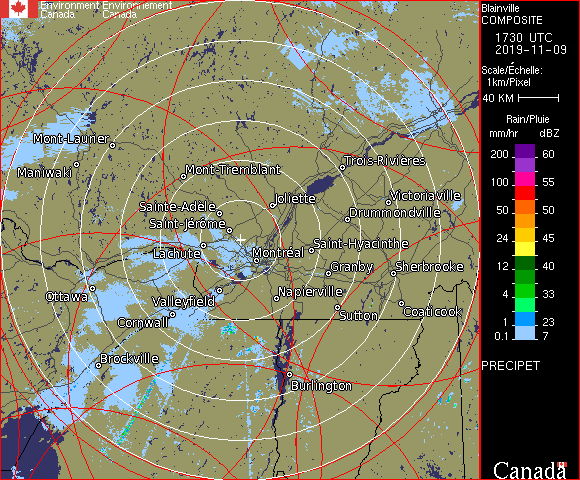 Environment Environnement
Canada Canada
Blainville
COMPOSITE
1730 UTC
2019-11-09
Scale/Échelle:
1km/Pixel
40 KM
Rain/Pluie
mm/hr dBZ
200 60
57
100 55
50 50
24 45
12 40
4 33
1 23
0.1 7
PRECIPET
Canada
Mont-Laurier
Maniwaki
Mont-Tremblant
Trois-Rivières
Joliette
Victoriaville
Sainte-Adèle
Drummondville
Saint-Jérôme
Saint-Hyacinthe
Lachute
Montréal
Granby
Sherbrooke
Ottawa
Valleyfield
Napierville
Cornwall
Sutton
Coaticook
Brockville
Burlington